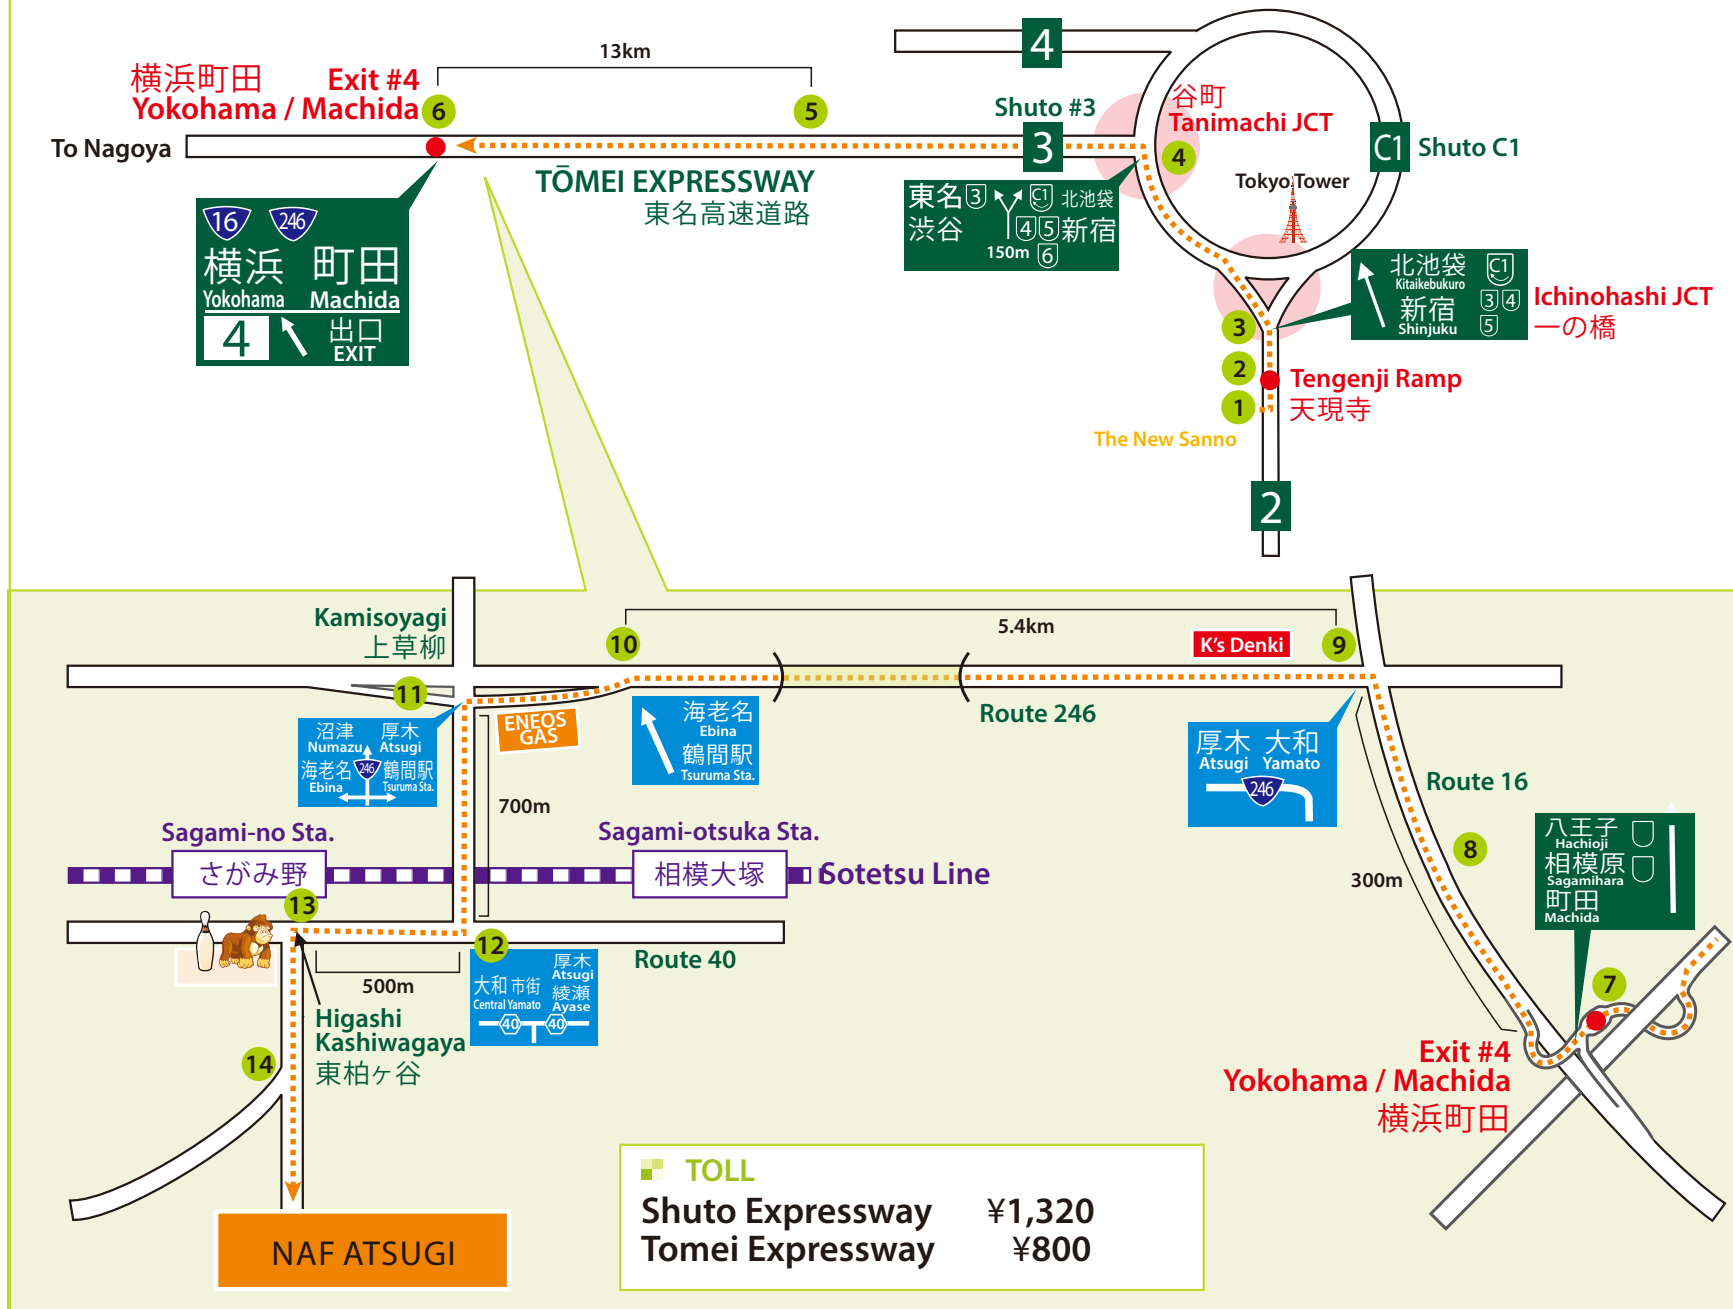 13km
4
横浜町田
Exit #4
Yokohama / Machida
6
5
Shuto #3
谷町
Tanimachi JCT
To Nagoya
3
4
C1
Shuto C1
TŌMEI EXPRESSWAY
東名高速道路
Tokyo Tower
東名 3 C1 北池袋
渋谷 4 5 新宿
150m 6
16 246
横浜 町田
Yokohama Machida
4 出口
EXIT
北池袋 C1
Kitaikebukuro
新宿 3 4
Shinjuku 5
Ichinohashi JCT
一の橋
3
2
Tengenji Ramp
1
天現寺
The New Sanno
2
Kamisoyagi
上草柳
10
5.4km
K's Denki
9
11
ENEOS
GAS
Route 246
沼津 厚木
Numazu Atsugi
海老名 246 鶴間駅
Ebina Tsuruma Sta.
海老名
Ebina
鶴間駅
Tsuruma Sta.
厚木 大和
Atsugi Yamato
246
Route 16
700m
Sagami-no Sta.
さがみ野
Sagami-otsuka Sta.
相模大塚
Sotetsu Line
8
300m
八王子
Hachioji
相模原
Sagamihara
町田
Machida
13
12
Route 40
500m
大和市街
Central Yamato
厚木
Atsugi
綾瀬
Ayase
40 40
7
Higashi
Kashiwagaya
東柏ヶ谷
14
Exit #4
Yokohama / Machida
横浜町田
NAF ATSUGI
TOLL
Shuto Expressway ¥1,320
Tomei Expressway ¥800